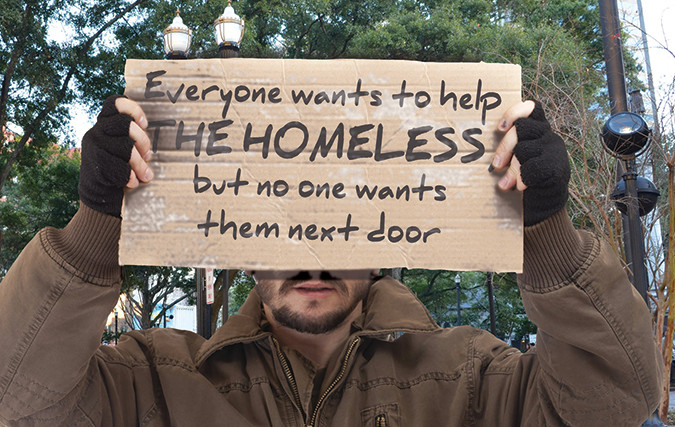 Everyone wants to help
THE HOMELESS
but no one wants
them next door